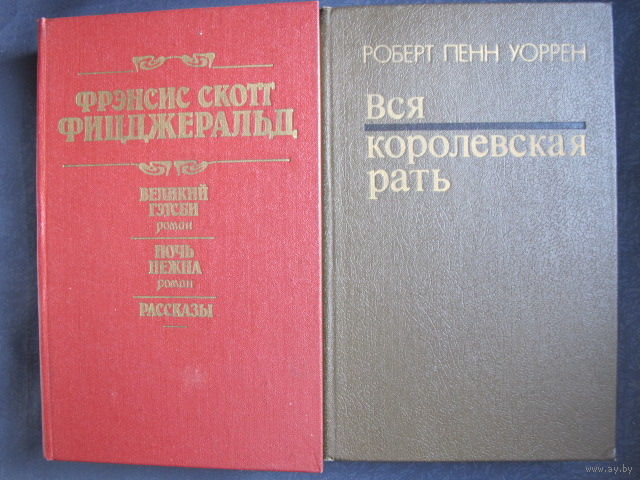 ФРЭНСИС СКОТТ
ФИЦДЖЕРАЛЬД
ВЕЛИКИЙ
ГЭТСБИ
роман
НОЧЬ
НЕЖНА
роман
РАССКАЗЫ
РОБЕРТ ПЕНН УОРРЕН
Вся
королевская
рать
www.ay.by